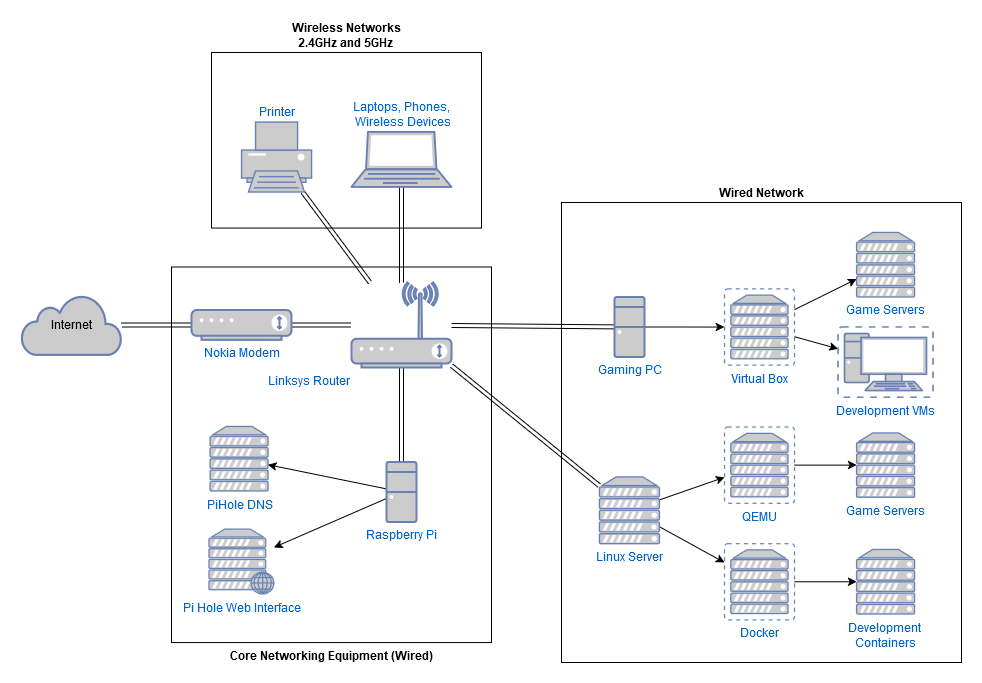 Wireless Networks
2.4GHz and 5GHz
Printer
Laptops, Phones,
Wireless Devices
Wired Network
Internet
Nokia Modem
Linksys Router
Gaming PC
Virtual Box
Game Servers
Development VMs
PiHole DNS
Raspberry Pi
Pi Hole Web Interface
Linux Server
QEMU
Game Servers
Docker
Development
Containers
Core Networking Equipment (Wired)